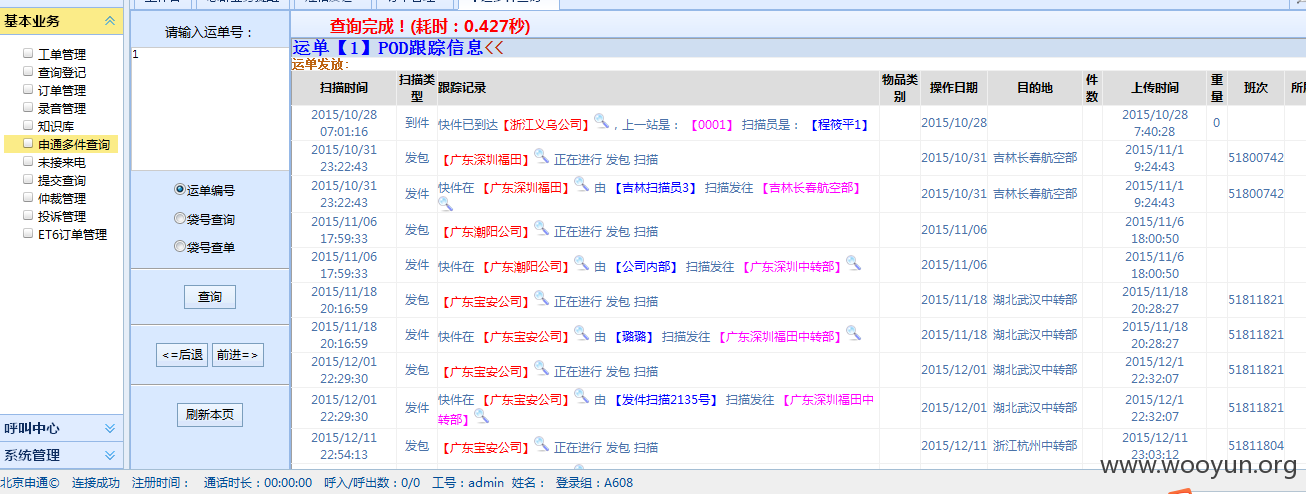 基本业务
工单管理
查询登记
订单管理
录音管理
知识库
申通多件查询
未接来电
提交查询
仲裁管理
投诉管理
ET6订单管理
呼叫中心
系统管理
请输入运单号：
1
运单编号
袋号查询
袋号查单
查询
<=后退 前进=>
刷新本页
查询完成！(耗时：0.427秒)
运单【1】POD跟踪信息<<
运单发放：
扫描时间 扫描类型 跟踪记录 物品类别 操作日期 目的地 件数 上传时间 重量 班次
2015/10/28 07:01:16 到件 快件已到达【浙江义乌公司】，上一站是：【0001】 扫描员是：【程筱平1】 2015/10/28 2015/10/28 7:40:28 0
2015/10/31 23:22:43 发包 【广东深圳福田】 正在进行 发包 扫描 2015/10/31 吉林长春航空部 2015/11/1 9:24:43 51800742
2015/10/31 23:22:43 发件 快件在 【广东深圳福田】 由 【吉林扫描员3】 扫描发往 【吉林长春航空部】 2015/10/31 吉林长春航空部 2015/11/1 9:24:43 51800742
2015/11/06 17:59:33 发包 【广东潮阳公司】 正在进行 发包 扫描 2015/11/06 2015/11/6 18:00:50
2015/11/06 17:59:33 发件 快件在 【广东潮阳公司】 由 【公司内部】 扫描发往 【广东深圳中转部】 2015/11/06 2015/11/6 18:00:50
2015/11/18 20:16:59 发包 【广东宝安公司】 正在进行 发包 扫描 2015/11/18 湖北武汉中转部 2015/11/18 20:28:27 51811821
2015/11/18 20:16:59 发件 快件在 【广东宝安公司】 由 【璐璐】 扫描发往 【广东深圳福田中转部】 2015/11/18 湖北武汉中转部 2015/11/18 20:28:27 51811821
2015/12/01 22:29:30 发包 【广东宝安公司】 正在进行 发包 扫描 2015/12/01 湖北武汉中转部 2015/12/1 22:32:07 51811821
2015/12/01 22:29:30 发件 快件在 【广东宝安公司】 由 【发件扫描2135号】 扫描发往 【广东深圳福田中转部】 2015/12/01 湖北武汉中转部 2015/12/1 22:32:07 51811821
2015/12/11 22:54:13 发包 【广东宝安公司】 正在进行 发包 扫描 2015/12/11 浙江杭州中转部 2015/12/11 23:03:12 51811804
www.wooyun.org
北京申通© 连接成功 注册时间： 通话时长：00:00:00 呼入/呼出数：0/0 工号：admin 姓名： 登录组：A608